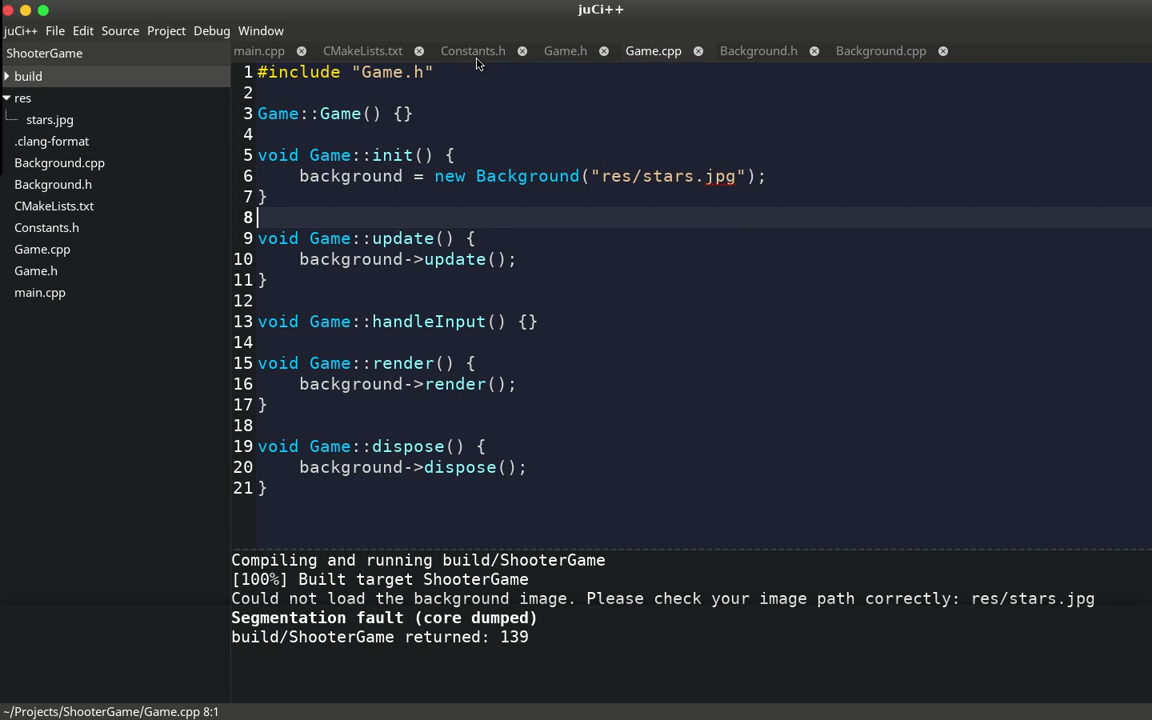 juCi++
juCi++ File Edit Source Project Debug Window
ShooterGame
build
res
stars.jpg
.clang-format
Background.cpp
Background.h
CMakeLists.txt
Constants.h
Game.cpp
Game.h
main.cpp
main.cpp CMakeLists.txt Constants.h Game.h Game.cpp Background.h Background.cpp
1 #include "Game.h"
2
3 Game::Game() {}
4
5 void Game::init() {
6     background = new Background("res/stars.jpg");
7 }
8
9 void Game::update() {
10     background->update();
11 }
12
13 void Game::handleInput() {}
14
15 void Game::render() {
16     background->render();
17 }
18
19 void Game::dispose() {
20     background->dispose();
21 }
Compiling and running build/ShooterGame
[100%] Built target ShooterGame
Could not load the background image. Please check your image path correctly: res/stars.jpg
Segmentation fault (core dumped)
build/ShooterGame returned: 139
~/Projects/ShooterGame/Game.cpp 8:1